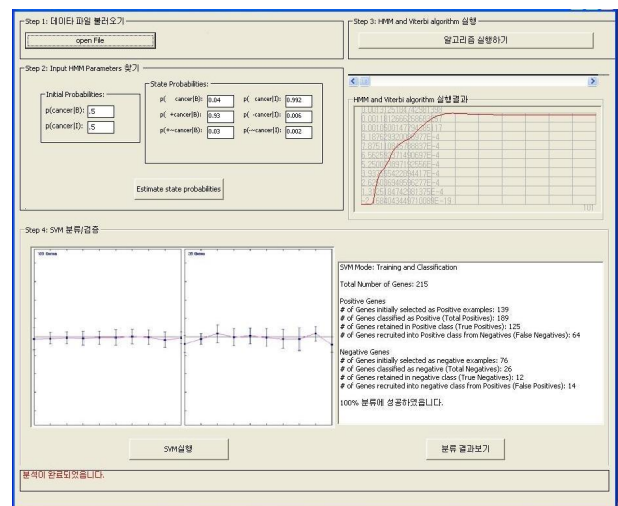 Step 1: 데이타 파일 불러오기
open File
Step 3: HMM and Viterbi algorithm 실행
알고리즘 실행하기
Step 2: Input HMM Parameters 찾기
Initial Probabilities:
p(cancer|B): .5
p(cancer|I): .5
State Probabilities:
p( cancer|B): 0.04 p( cancer|I): 0.992
p( +cancer|B): 0.93 p( -cancer|I): 0.006
p(+~cancer|B): 0.03 p(-~cancer|I): 0.002
Estimate state probabilities
HMM and Viterbi algorithm 실행결과
Step 4: SVM 분류/검증
SVM Mode: Training and Classification
Total Number of Genes: 215
Positive Genes
# of Genes initially selected as Positive examples: 139
# of Genes classified as Positive (Total Positives): 189
# of Genes retained in Positive class (True Positives): 125
# of Genes recruited into Positive class from Negatives (False Negatives): 64
Negative Genes
# of Genes initially selected as negative examples: 76
# of Genes classified as negative (Total Negatives): 26
# of Genes retained in negative class (True Negatives): 12
# of Genes recruited into negative class from Positives (False Positives): 14
100% 분류에 성공하였읍니다.
SVM실행
분류 결과보기
분석이 완료되었읍니다.